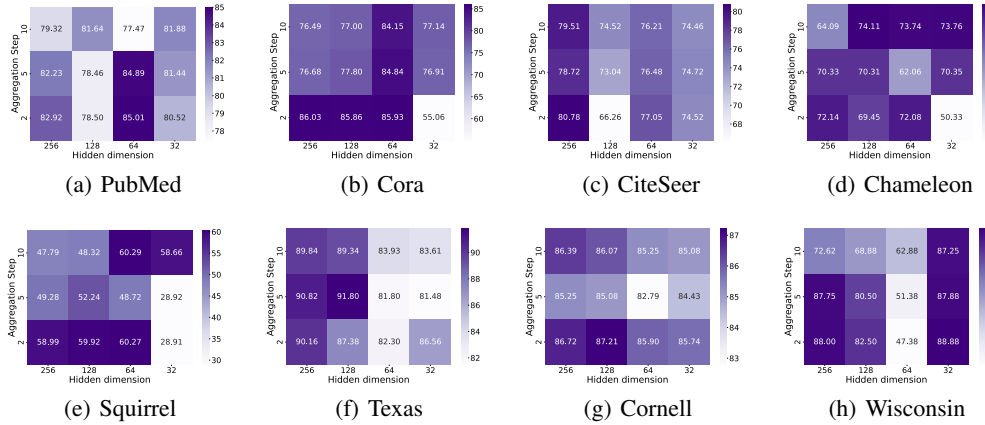 Aggregation Step
10
5
2
79.32 81.64 77.47 81.88
82.23 78.46 84.89 81.44
82.92 78.50 85.01 80.52
256 128 64 32
Hidden dimension
85
84
83
82
81
80
79
78
(a) PubMed
Aggregation Step
10
5
2
76.49 77.00 84.15 77.14
76.68 77.80 84.84 76.91
86.03 85.86 85.93 55.06
256 128 64 32
Hidden dimension
85
80
75
70
65
60
(b) Cora
Aggregation Step
10
5
2
79.51 74.52 76.21 74.46
78.72 73.04 76.48 74.72
80.78 66.26 77.05 74.52
256 128 64 32
Hidden dimension
80
78
76
74
72
70
68
(c) CiteSeer
Aggregation Step
10
5
2
64.09 74.11 73.74 73.76
70.33 70.31 62.06 70.35
72.14 69.45 72.08 50.33
256 128 64 32
Hidden dimension
(d) Chameleon
Aggregation Step
10
5
2
47.79 48.32 60.29 58.66
49.28 52.24 48.72 28.92
58.99 59.92 60.27 28.91
256 128 64 32
Hidden dimension
60
55
50
45
40
35
30
(e) Squirrel
Aggregation Step
10
5
2
89.84 89.34 83.93 83.61
90.82 91.80 81.80 81.48
90.16 87.38 82.30 86.56
256 128 64 32
Hidden dimension
90
88
86
84
82
(f) Texas
Aggregation Step
10
5
2
86.39 86.07 85.25 85.08
85.25 85.08 82.79 84.43
86.72 87.21 85.90 85.74
256 128 64 32
Hidden dimension
87
86
85
84
83
(g) Cornell
Aggregation Step
10
5
2
72.62 68.88 62.88 87.25
87.75 80.50 51.38 87.88
88.00 82.50 47.38 88.88
256 128 64 32
Hidden dimension
(h) Wisconsin